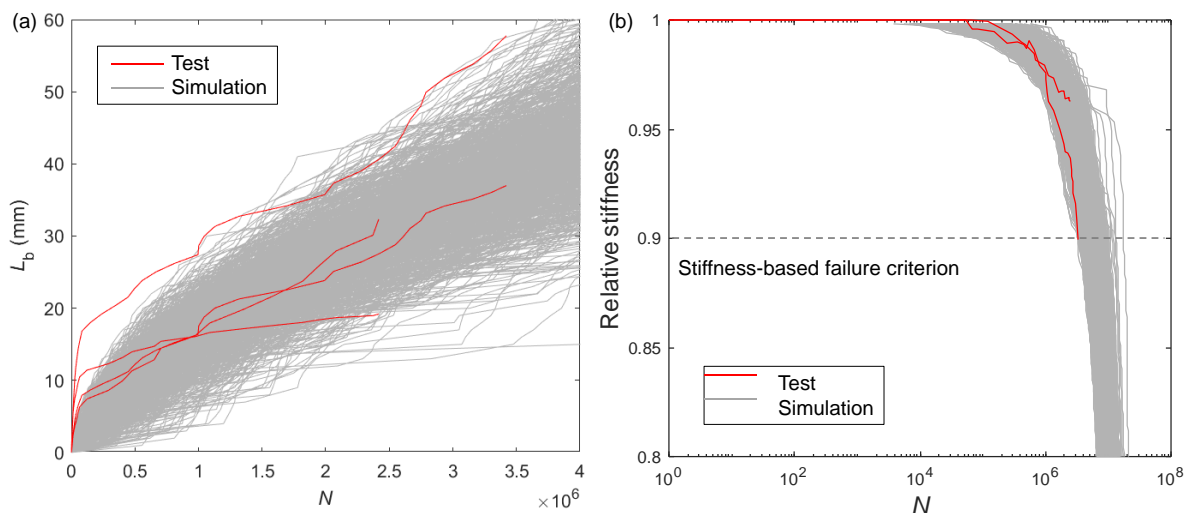 (a)
60
50
40
30
20
10
0
L_b (mm)
Test
Simulation
0 0.5 1 1.5 2 2.5 3 3.5 4
N
×10^6
(b)
1
0.95
0.9
0.85
0.8
Relative stiffness
Stiffness-based failure criterion
Test
Simulation
10^0 10^2 10^4 10^6 10^8
N